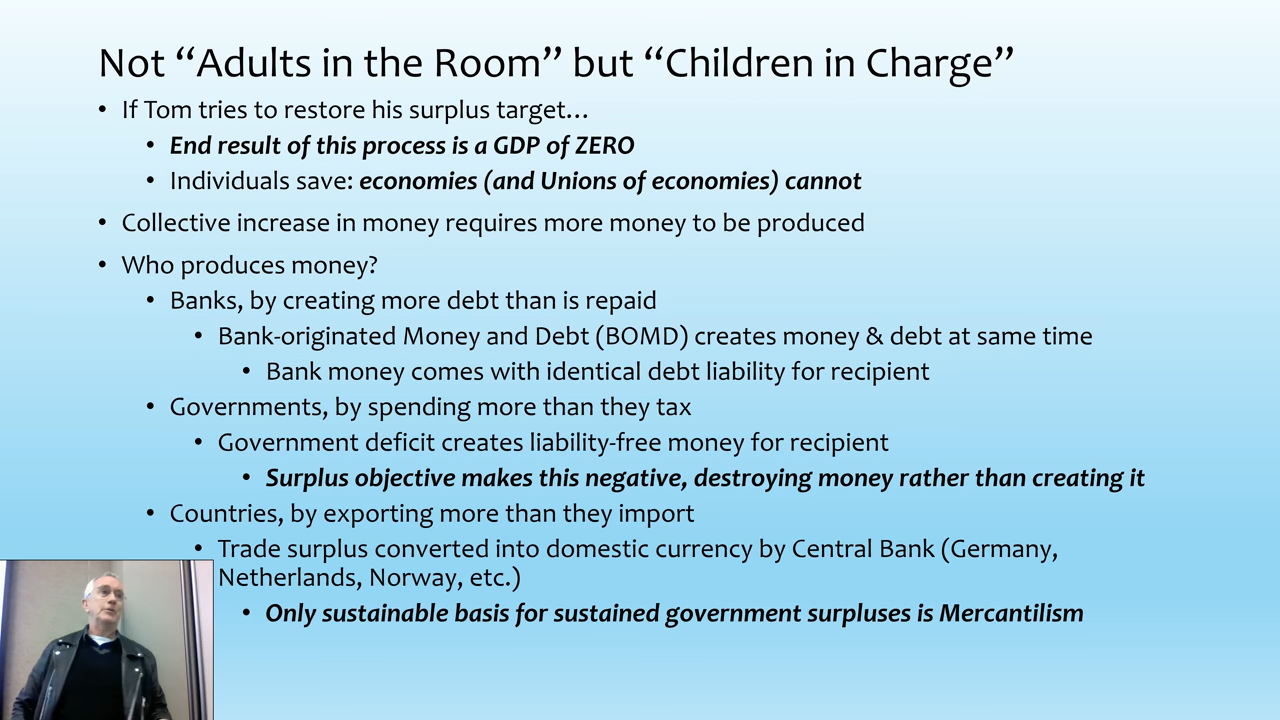 Not “Adults in the Room” but “Children in Charge”
• If Tom tries to restore his surplus target…
• End result of this process is a GDP of ZERO
• Individuals save: economies (and Unions of economies) cannot
• Collective increase in money requires more money to be produced
• Who produces money?
• Banks, by creating more debt than is repaid
• Bank-originated Money and Debt (BOMD) creates money & debt at same time
• Bank money comes with identical debt liability for recipient
• Governments, by spending more than they tax
• Government deficit creates liability-free money for recipient
• Surplus objective makes this negative, destroying money rather than creating it
• Countries, by exporting more than they import
• Trade surplus converted into domestic currency by Central Bank (Germany,
Netherlands, Norway, etc.)
• Only sustainable basis for sustained government surpluses is Mercantilism